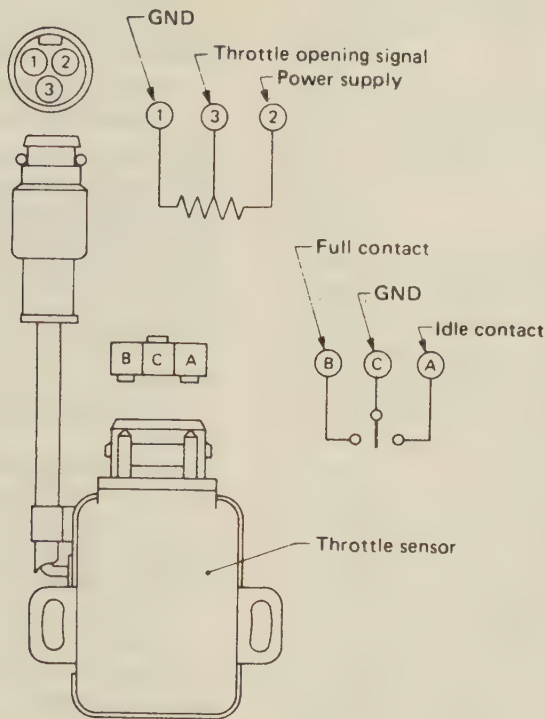 GND
Throttle opening signal
Power supply
1 2
3
1 3 2
Full contact
GND
Idle contact
B C A
B C A
Throttle sensor